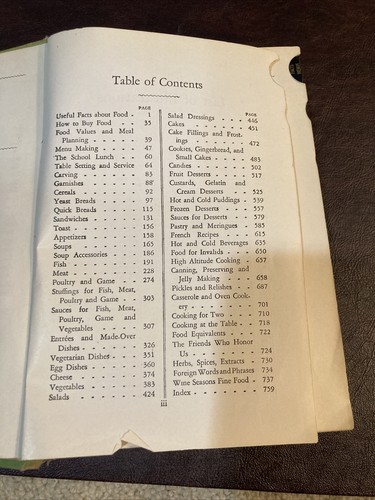 Table of Contents
PAGE
Useful Facts about Food - 1
How to Buy Food - - 33
Food Values and Meal
Planning - - - - - 39
Menu Making - - - - 47
The School Lunch - - 60
Table Setting and Service 64
Carving - - - - - - 83
Garnishes - - - - - 88
Cereals - - - - - - 92
Yeast Breads - - - - 97
Quick Breads - - - - 115
Sandwiches - - - - - 131
Toast - - - - - - - 156
Appetizers - - - - - 158
Soups - - - - - - - 165
Soup Accessories - - - 186
Fish - - - - - - - - 191
Meat - - - - - - - 228
Poultry and Game - - - 274
Stuffings for Fish, Meat,
Poultry and Game - - 303
Sauces for Fish, Meat,
Poultry, Game and
Vegetables - - - - 307
Entrées and Made-Over
Dishes - - - - - - 326
Vegetarian Dishes - - - 351
Egg Dishes - - - - - 360
Cheese - - - - - - - 374
Vegetables - - - - - 383
Salads - - - - - - - 424
PAGE
Salad Dressings - - - 446
Cakes - - - - - - - 451
Cake Fillings and Frost-
ings - - - - - - - 472
Cookies, Gingerbread, and
Small Cakes - - - - 483
Candies - - - - - - 502
Fruit Desserts - - - - 517
Custards, Gelatin and
Cream Desserts - - - 525
Hot and Cold Puddings - 539
Frozen Desserts - - - 557
Sauces for Desserts - - 579
Pastry and Meringues - 585
French Recipes - - - - 615
Hot and Cold Beverages 635
Food for Invalids - - - 650
High Altitude Cooking - 657
Canning, Preserving and
Jelly Making - - - - 658
Pickles and Relishes - - 687
Casserole and Oven Cook-
ery - - - - - - - 701
Cooking for Two - - - 710
Cooking at the Table - - 718
Food Equivalents - - - 722
The Friends Who Honor
Us - - - - - - - 724
Herbs, Spices, Extracts - 730
Foreign Words and Phrases 734
Wine Seasons Fine Food - 737
Index - - - - - - - 759
iii